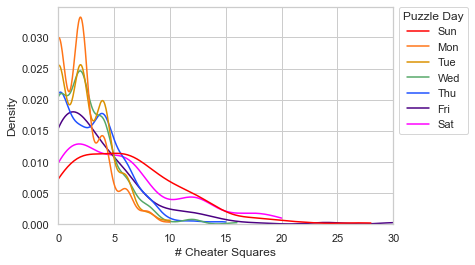 Puzzle Day
Sun
Mon
Tue
Wed
Thu
Fri
Sat
Density
0.030
0.025
0.020
0.015
0.010
0.005
0.000
0
5
10
15
20
25
30
# Cheater Squares